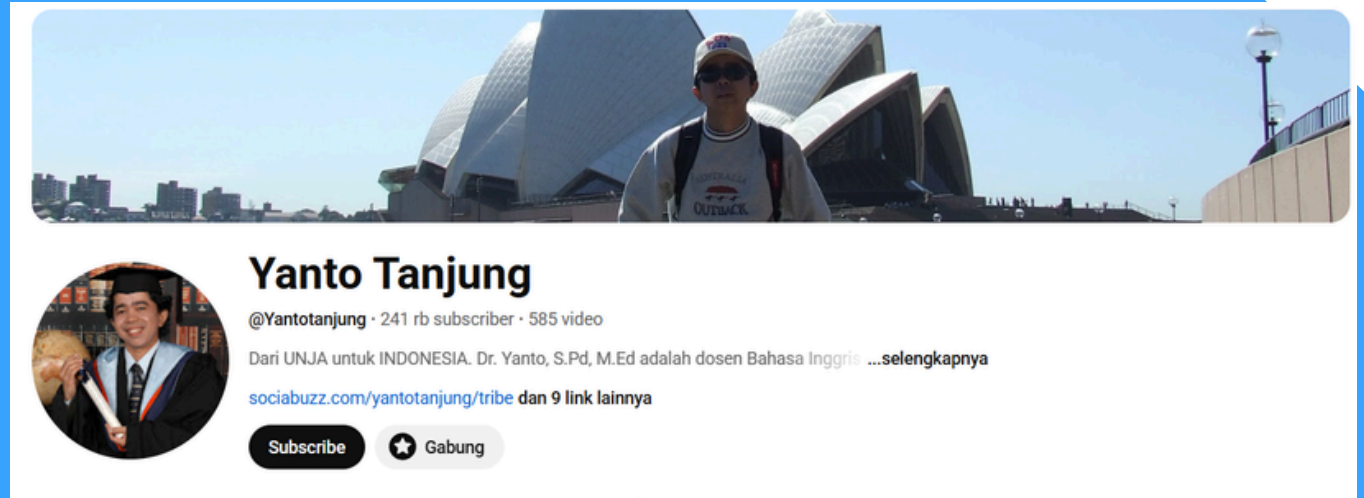 AUSTRALIA
OUTBACK
Yanto Tanjung
@Yantotanjung · 241 rb subscriber · 585 video
Dari UNJA untuk INDONESIA. Dr. Yanto, S.Pd, M.Ed adalah dosen Bahasa Inggris ...selengkapnya
sociabuzz.com/yantotanjung/tribe dan 9 link lainnya
Subscribe Gabung